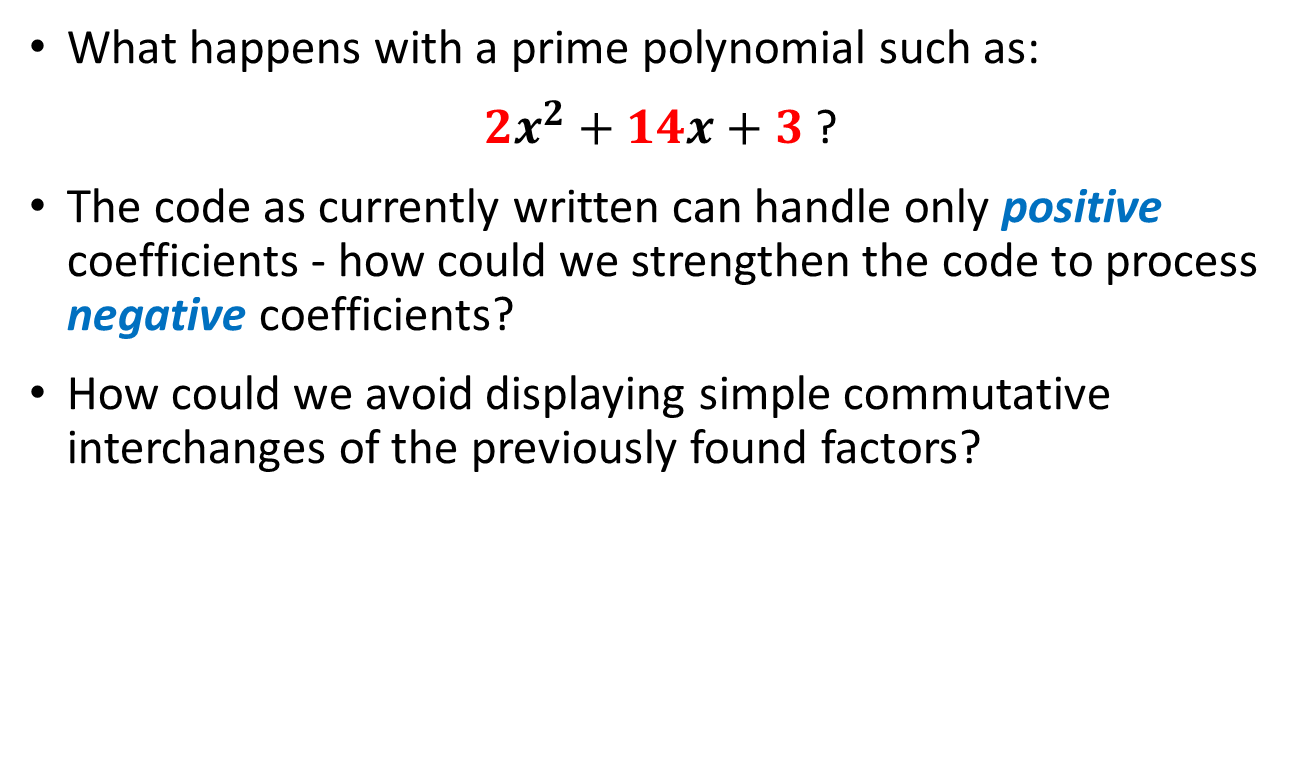 • What happens with a prime polynomial such as:
2x² + 14x + 3 ?
• The code as currently written can handle only positive
coefficients - how could we strengthen the code to process
negative coefficients?
• How could we avoid displaying simple commutative
interchanges of the previously found factors?